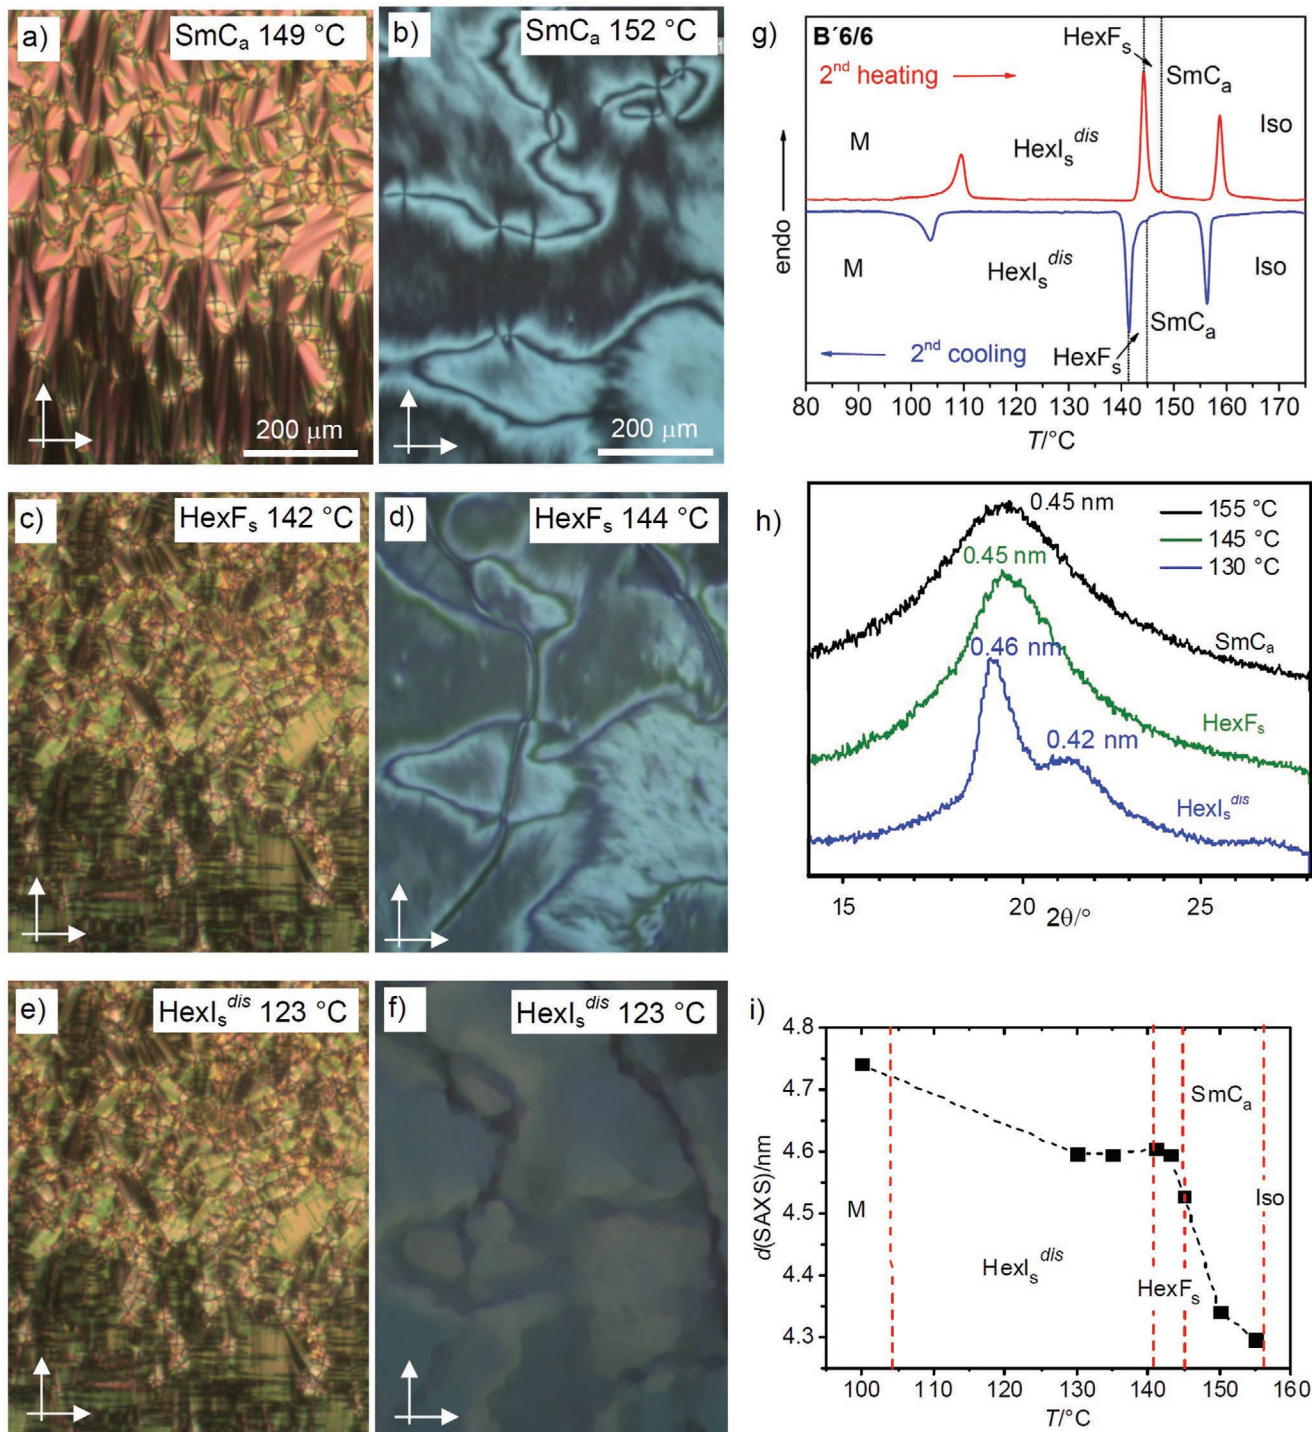 a)
SmCa 149 °C
200 µm
b)
SmCa 152 °C
200 µm
c)
HexFs 142 °C
d)
HexFs 144 °C
e)
HexIs^dis 123 °C
f)
HexIs^dis 123 °C
g)
B´6/6
HexFs
2nd heating
SmCa
M
HexIs^dis
Iso
endo
M
HexIs^dis
Iso
SmCa
2nd cooling
HexFs
80 90 100 110 120 130 140 150 160 170
T/°C
h)
0.45 nm
155 °C
145 °C
130 °C
0.45 nm
SmCa
0.46 nm
HexFs
0.42 nm
HexIs^dis
15 20 25
2θ/°
i)
4.8
4.7
4.6
4.5
4.4
4.3
d(SAXS)/nm
SmCa
M
Iso
HexIs^dis
HexFs
100 110 120 130 140 150 160
T/°C